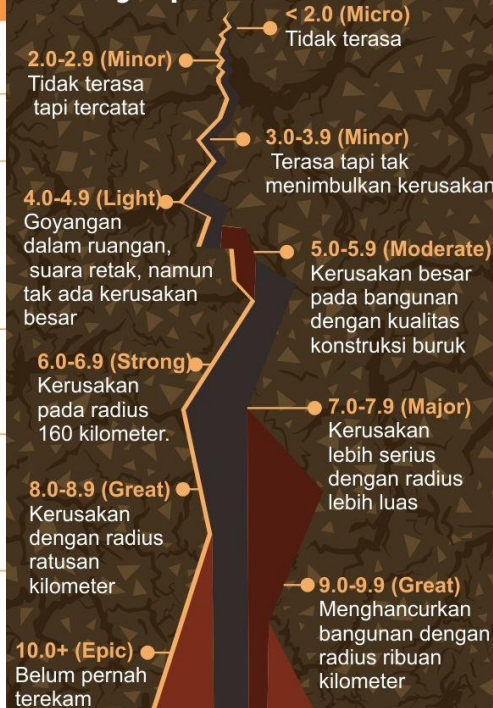 < 2.0 (Micro)
Tidak terasa
2.0-2.9 (Minor)
Tidak terasa
tapi tercatat
3.0-3.9 (Minor)
Terasa tapi tak
menimbulkan kerusakan
4.0-4.9 (Light)
Goyangan
dalam ruangan,
suara retak, namun
tak ada kerusakan
besar
5.0-5.9 (Moderate)
Kerusakan besar
pada bangunan
dengan kualitas
konstruksi buruk
6.0-6.9 (Strong)
Kerusakan
pada radius
160 kilometer.
7.0-7.9 (Major)
Kerusakan
lebih serius
dengan radius
lebih luas
8.0-8.9 (Great)
Kerusakan
dengan radius
ratusan
kilometer
9.0-9.9 (Great)
Menghancurkan
bangunan dengan
radius ribuan
kilometer
10.0+ (Epic)
Belum pernah
terekam